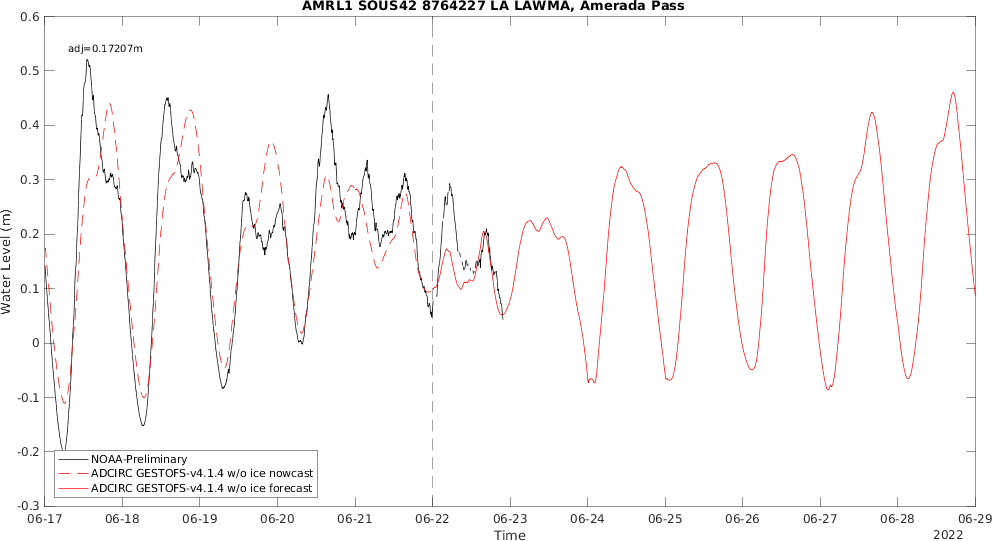 AMRL1 SOUS42 8764227 LA LAWMA, Amerada Pass
adj=0.17207m
0.6
0.5
0.4
0.3
0.2
0.1
0
-0.1
-0.2
-0.3
Water Level (m)
NOAA-Preliminary
ADCIRC GESTOFS-v4.1.4 w/o ice nowcast
ADCIRC GESTOFS-v4.1.4 w/o ice forecast
06-17 06-18 06-19 06-20 06-21 06-22 06-23 06-24 06-25 06-26 06-27 06-28 06-29
Time
2022